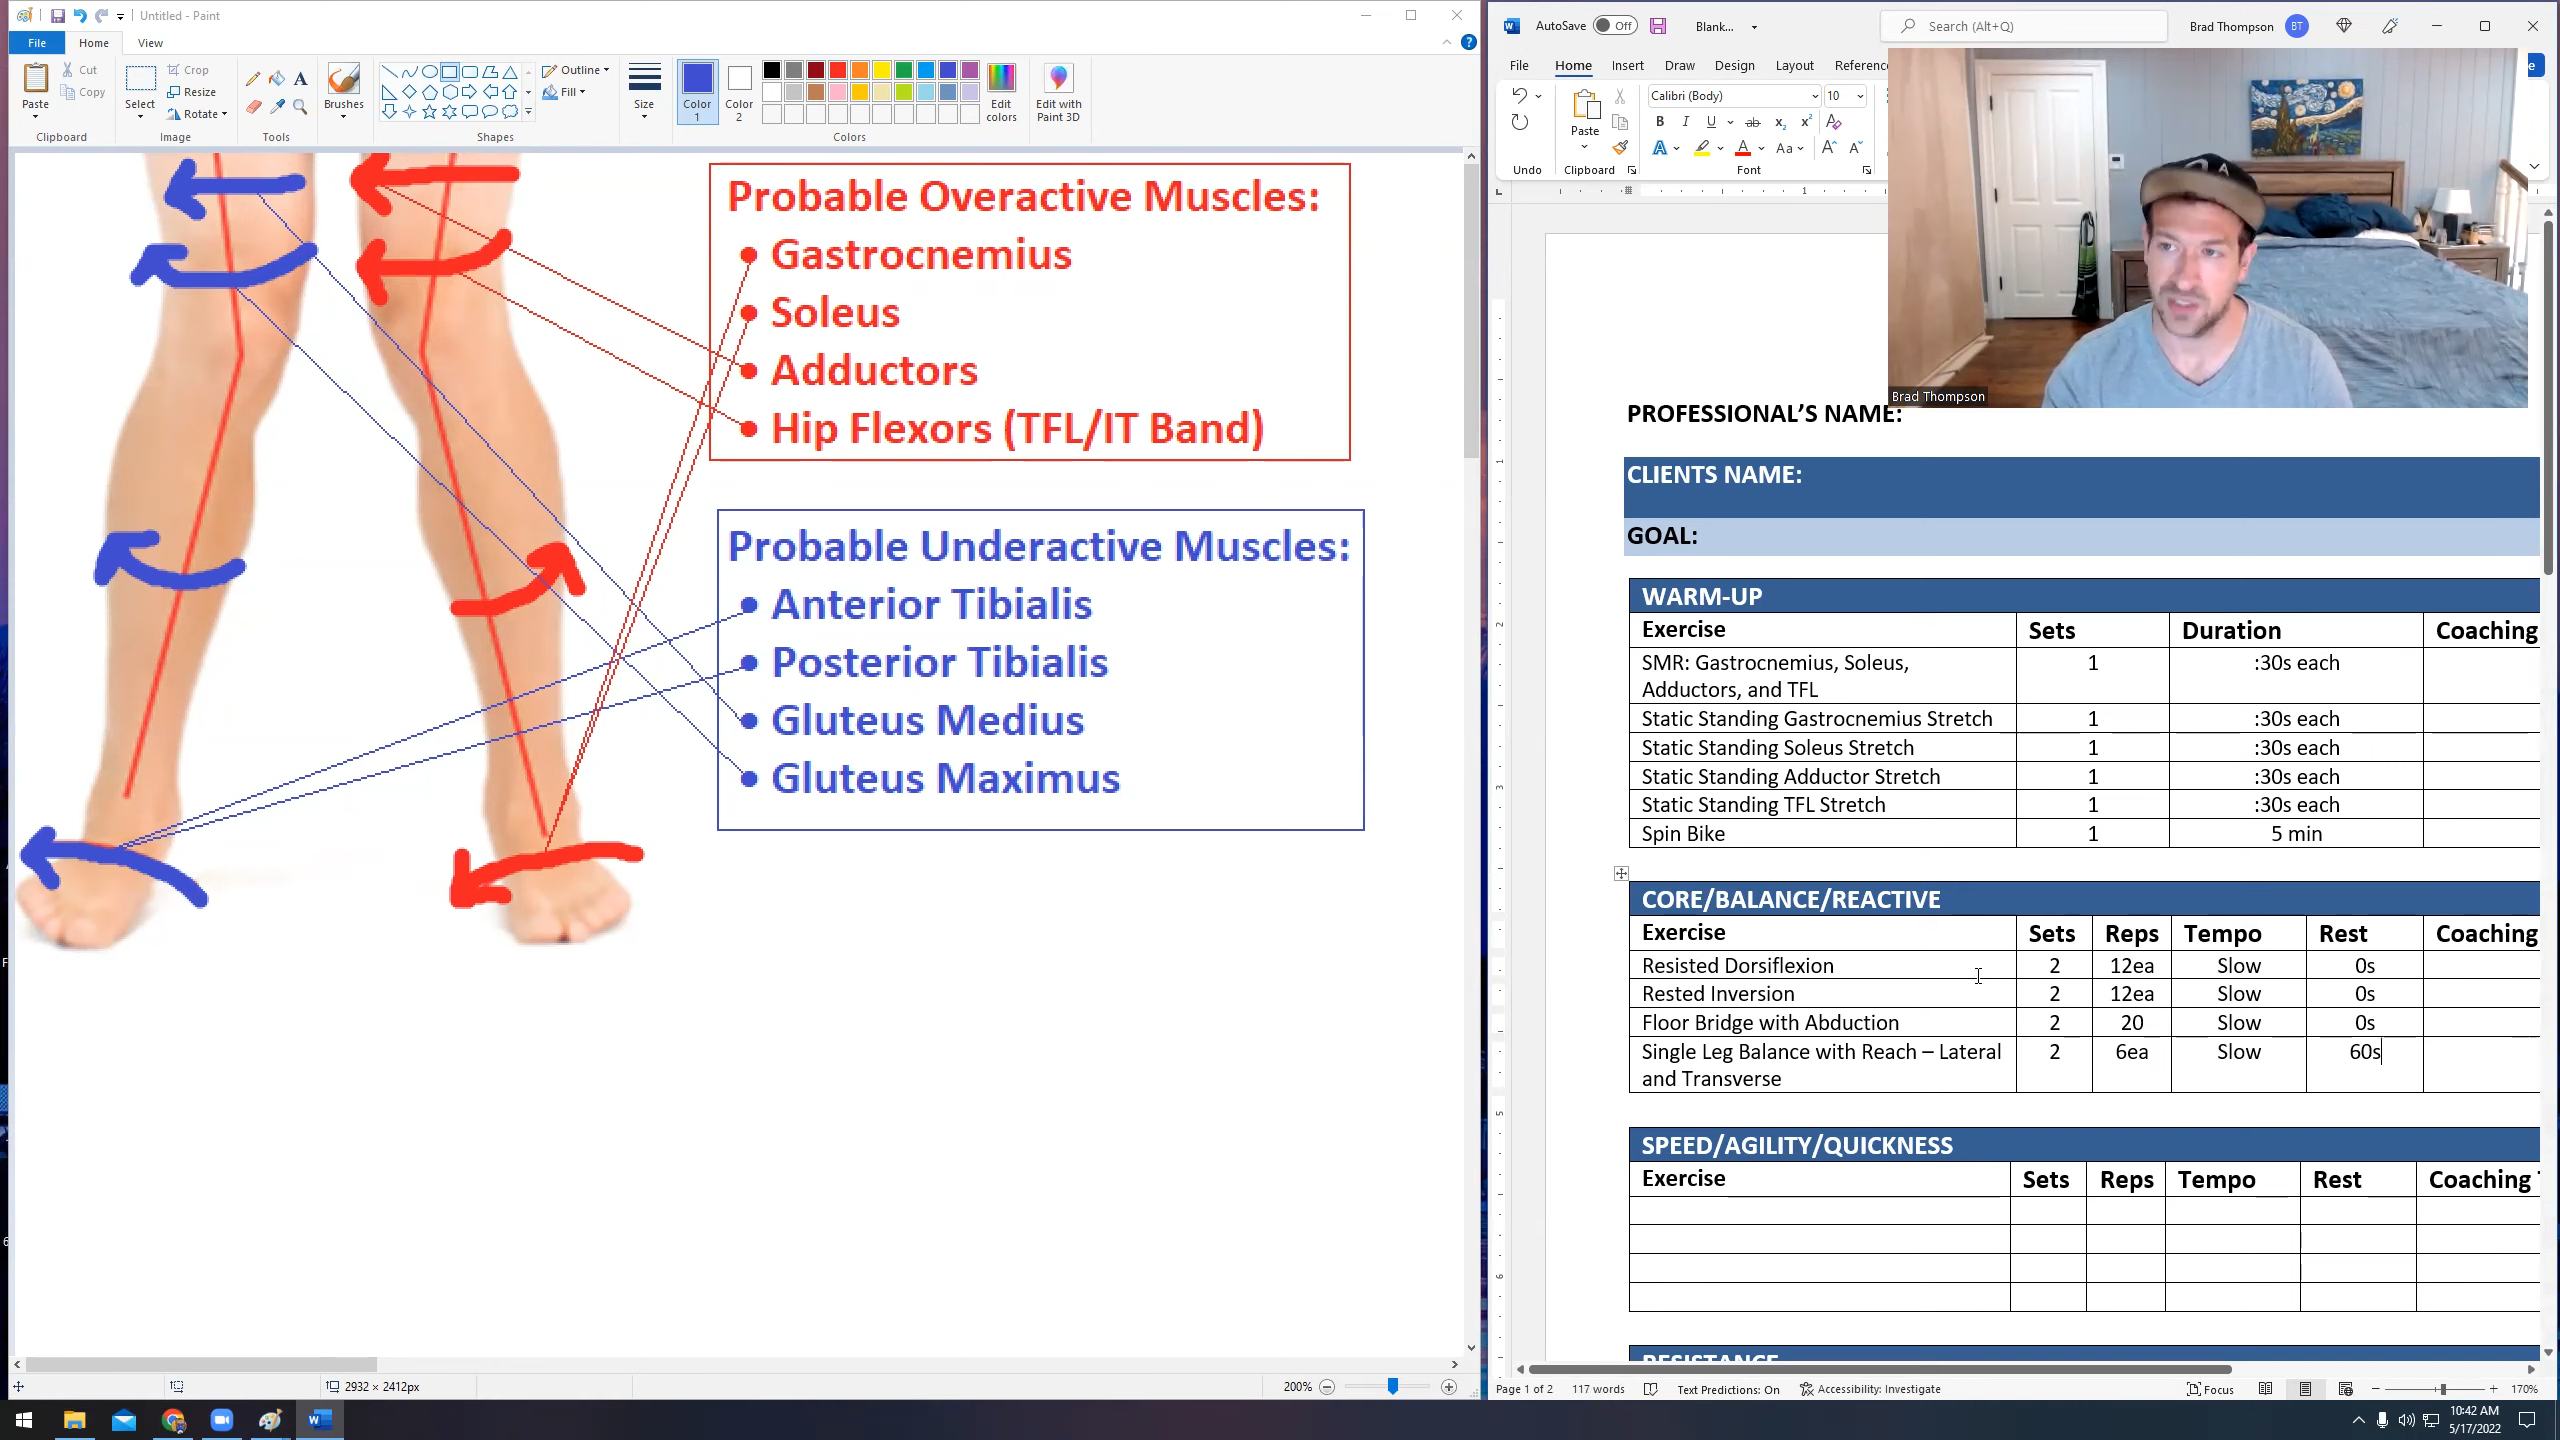 Untitled - Paint
File Home View
Paste Cut Copy
Clipboard
Select Crop Resize Rotate
Image
Tools
Brushes
Outline Fill
Shapes
Size
Color 1 Color 2
Edit colors
Colors
Edit with Paint 3D
Probable Overactive Muscles:
• Gastrocnemius
• Soleus
• Adductors
• Hip Flexors (TFL/IT Band)
Probable Underactive Muscles:
• Anterior Tibialis
• Posterior Tibialis
• Gluteus Medius
• Gluteus Maximus
2932 × 2412px
200%
AutoSave Off Blank... Search (Alt+Q) Brad Thompson BT
File Home Insert Draw Design Layout Referenc
Calibri (Body) 10
Paste
Undo Clipboard Font
Brad Thompson
PROFESSIONAL’S NAME:
CLIENTS NAME:
GOAL:
WARM-UP
Exercise Sets Duration Coaching
SMR: Gastrocnemius, Soleus, 1 :30s each
Adductors, and TFL
Static Standing Gastrocnemius Stretch 1 :30s each
Static Standing Soleus Stretch 1 :30s each
Static Standing Adductor Stretch 1 :30s each
Static Standing TFL Stretch 1 :30s each
Spin Bike 1 5 min
CORE/BALANCE/REACTIVE
Exercise Sets Reps Tempo Rest Coaching
Resisted Dorsiflexion 2 12ea Slow 0s
Rested Inversion 2 12ea Slow 0s
Floor Bridge with Abduction 2 20 Slow 0s
Single Leg Balance with Reach – Lateral 2 6ea Slow 60s
and Transverse
SPEED/AGILITY/QUICKNESS
Exercise Sets Reps Tempo Rest Coaching
RESISTANCE
Page 1 of 2 117 words Text Predictions: On Accessibility: Investigate Focus 170%
10:42 AM
5/17/2022